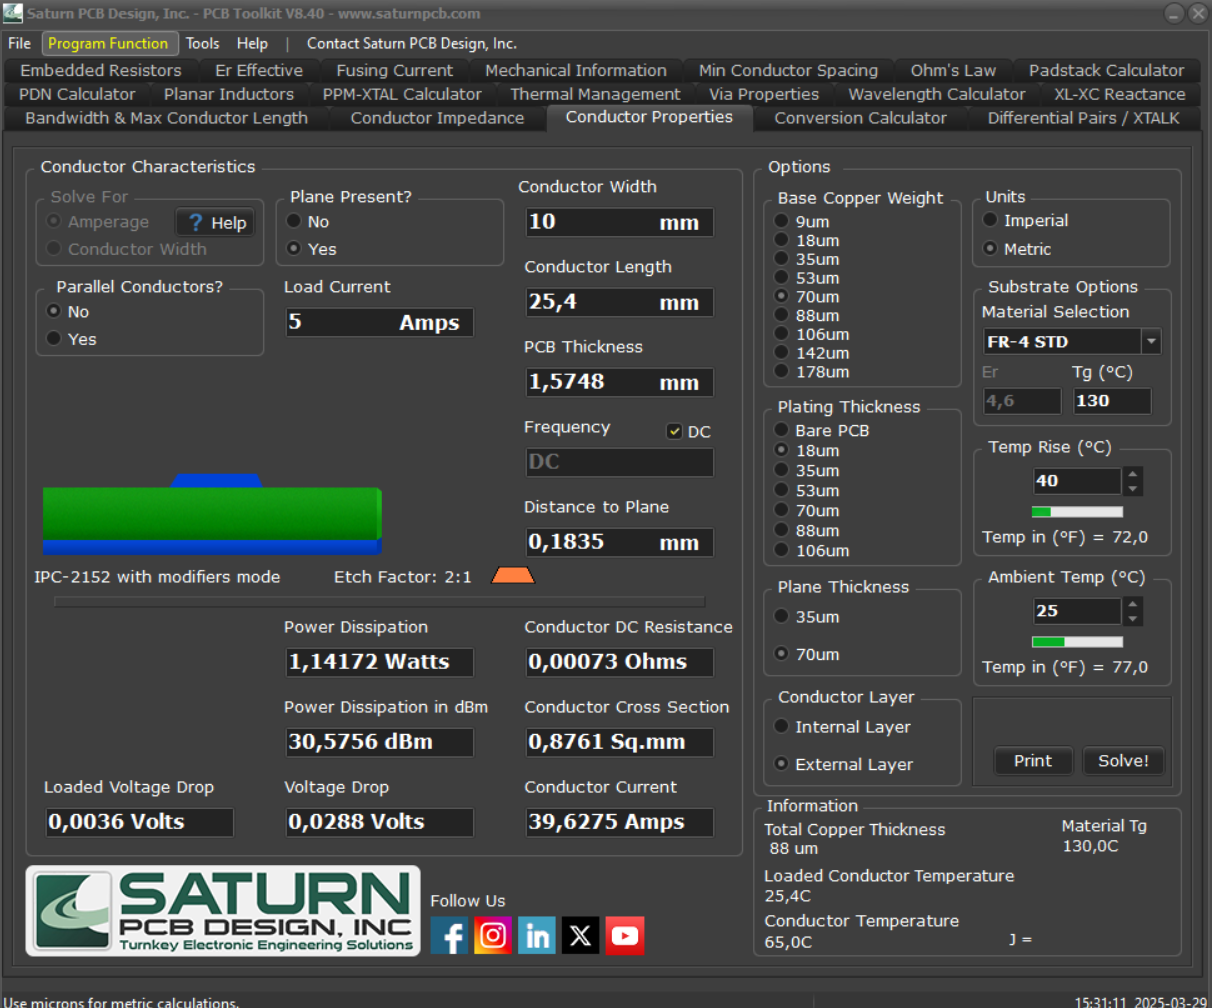 Saturn PCB Design, Inc. - PCB Toolkit V8.40 - www.saturnpcb.com
File Program Function Tools Help | Contact Saturn PCB Design, Inc.
Embedded Resistors Er Effective Fusing Current Mechanical Information Min Conductor Spacing Ohm's Law Padstack Calculator
PDN Calculator Planar Inductors PPM-XTAL Calculator Thermal Management Via Properties Wavelength Calculator XL-XC Reactance
Bandwidth & Max Conductor Length Conductor Impedance Conductor Properties Conversion Calculator Differential Pairs / XTALK
Conductor Characteristics
Solve For
Amperage
? Help
Conductor Width
Plane Present?
No
Yes
Parallel Conductors?
No
Yes
Load Current
5 Amps
Conductor Width
10 mm
Conductor Length
25,4 mm
PCB Thickness
1,5748 mm
Frequency
DC
DC
Distance to Plane
0,1835 mm
IPC-2152 with modifiers mode
Etch Factor: 2:1
Power Dissipation
1,14172 Watts
Conductor DC Resistance
0,00073 Ohms
Power Dissipation in dBm
30,5756 dBm
Conductor Cross Section
0,8761 Sq.mm
Loaded Voltage Drop
0,0036 Volts
Voltage Drop
0,0288 Volts
Conductor Current
39,6275 Amps
Options
Base Copper Weight
9um
18um
35um
53um
70um
88um
106um
142um
178um
Plating Thickness
Bare PCB
18um
35um
53um
70um
88um
106um
Plane Thickness
35um
70um
Conductor Layer
Internal Layer
External Layer
Units
Imperial
Metric
Substrate Options
Material Selection
FR-4 STD
Er
4,6
Tg (°C)
130
Temp Rise (°C)
40
Temp in (°F) = 72,0
Ambient Temp (°C)
25
Temp in (°F) = 77,0
Print
Solve!
Information
Total Copper Thickness
88 um
Material Tg
130,0C
Loaded Conductor Temperature
25,4C
Conductor Temperature
65,0C
J =
SATURN
PCB DESIGN, INC
Turnkey Electronic Engineering Solutions
Follow Us
f
in
X
Use microns for metric calculations.
15:31:11 2025-03-29